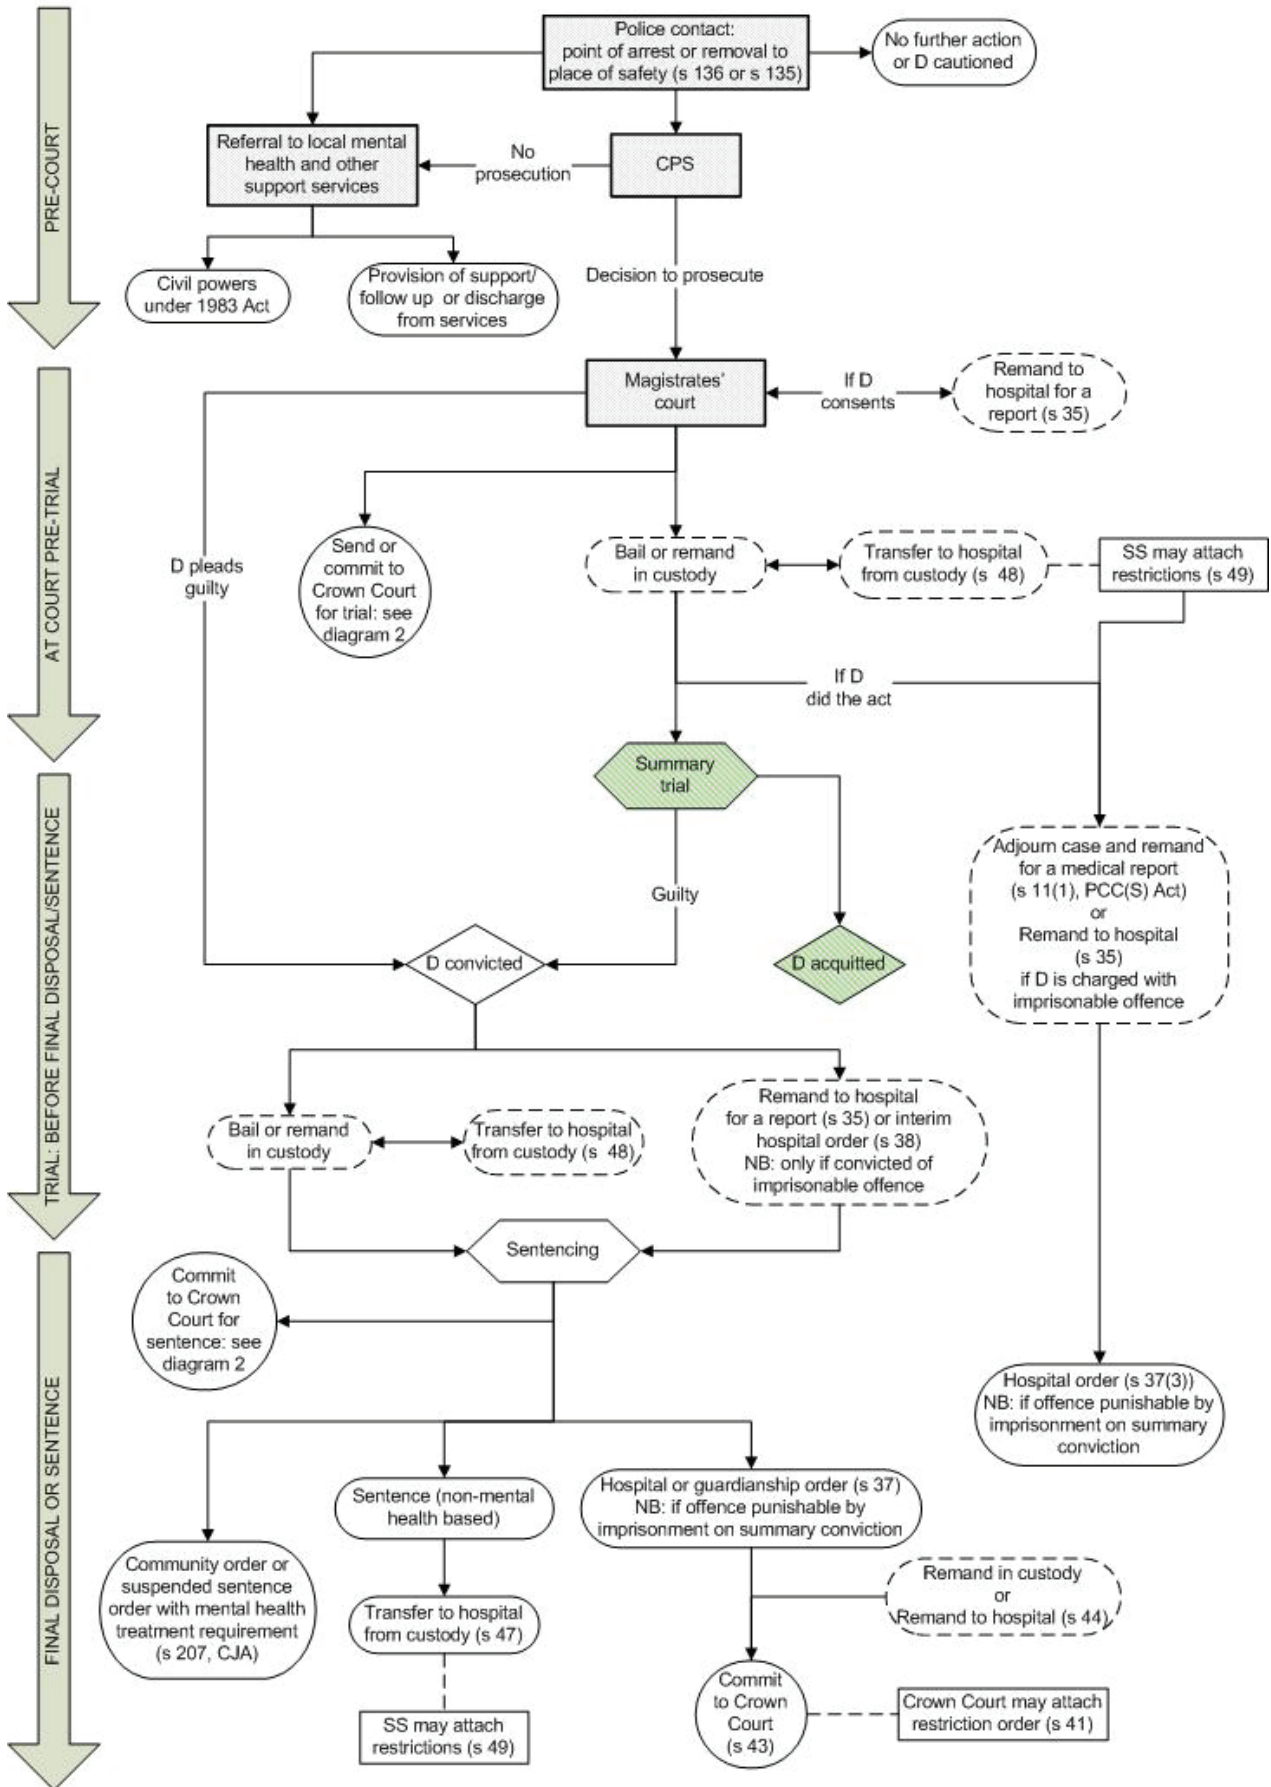 PRE-COURT
Police contact:
point of arrest or removal to
place of safety (s 136 or s 135)
No further action
or D cautioned
Referral to local mental
health and other
support services
No
prosecution
CPS
Civil powers
under 1983 Act
Provision of support/
follow up or discharge
from services
Decision to prosecute
AT COURT PRE-TRIAL
Magistrates'
court
If D
consents
Remand to
hospital for a
report (s 35)
D pleads
guilty
Send or
commit to
Crown Court
for trial: see
diagram 2
Bail or remand
in custody
Transfer to hospital
from custody (s 48)
SS may attach
restrictions (s 49)
If D
did the act
TRIAL: BEFORE FINAL DISPOSAL/SENTENCE
Summary
trial
Guilty
D convicted
D acquitted
Adjourn case and remand
for a medical report
(s 11(1), PCC(S) Act)
or
Remand to hospital
(s 35)
if D is charged with
imprisonable offence
Bail or remand
in custody
Transfer to hospital
from custody (s 48)
Remand to hospital
for a report (s 35) or interim
hospital order (s 38)
NB: only if convicted of
imprisonable offence
Sentencing
FINAL DISPOSAL OR SENTENCE
Commit
to Crown
Court for
sentence: see
diagram 2
Hospital order (s 37(3))
NB: if offence punishable by
imprisonment on summary
conviction
Community order or
suspended sentence
order with mental health
treatment requirement
(s 207, CJA)
Sentence (non-mental
health based)
Transfer to hospital
from custody (s 47)
SS may attach
restrictions (s 49)
Hospital or guardianship order (s 37)
NB: if offence punishable by
imprisonment on summary conviction
Remand in custody
or
Remand to hospital (s 44)
Commit
to Crown
Court
(s 43)
Crown Court may attach
restriction order (s 41)